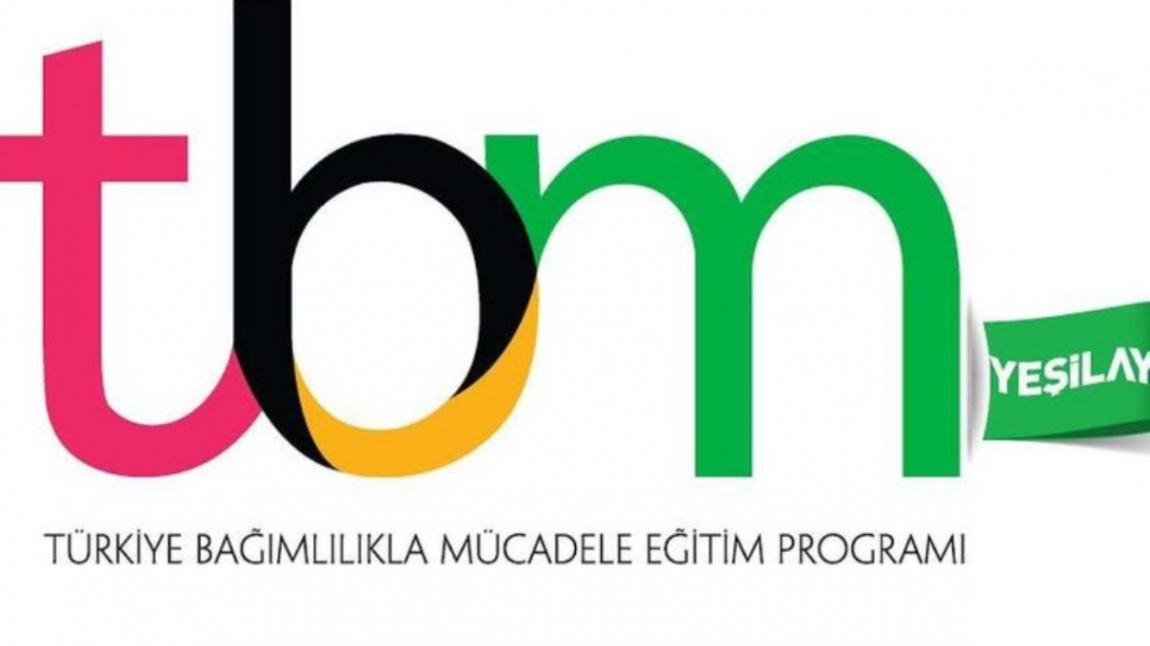 tbm
YEŞİLAY
TÜRKİYE BAĞIMLILIKLA MÜCADELE EĞİTİM PROGRAMI